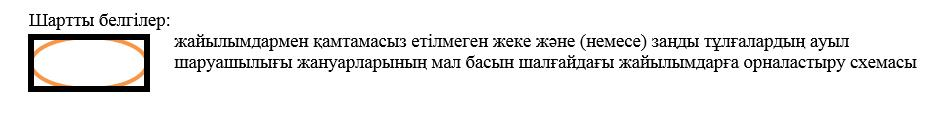 Шартты белгілер:
жайылымдармен қамтамасыз етілмеген жеке және (немесе) заңды тұлғалардың ауыл
шаруашылығы жануарларының мал басын шалғайдағы жайылымдарға орналастыру схемасы